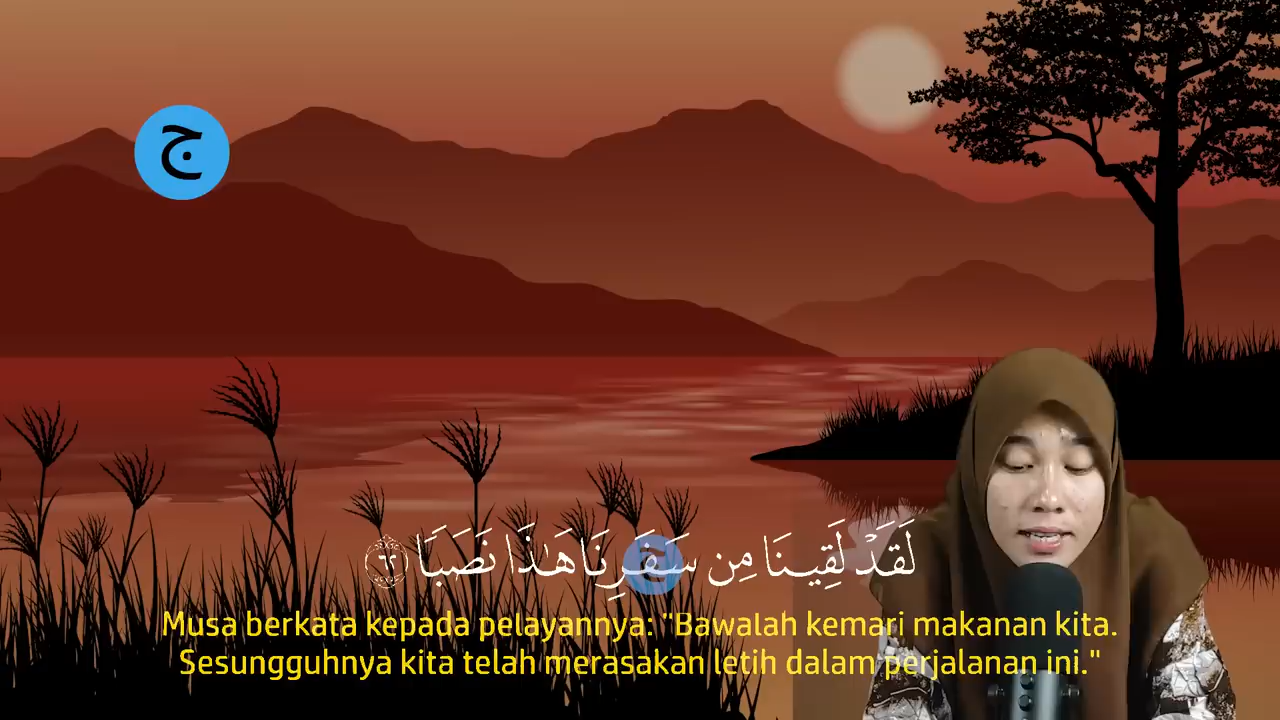 ج
لَقَدْ لَقِينَا مِن سَفَرِنَا هَٰذَا نَصَبًا ٦٢
Musa berkata kepada pelayannya: "Bawalah kemari makanan kita.
Sesungguhnya kita telah merasakan letih dalam perjalanan ini."